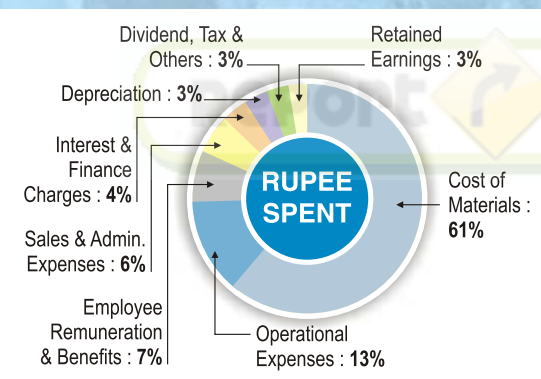 Dividend, Tax &
Others : 3%
Retained
Earnings : 3%
Depreciation : 3%
Interest &
Finance
Charges : 4%
Sales & Admin.
Expenses : 6%
Employee
Remuneration
& Benefits : 7%
Operational
Expenses : 13%
Cost of
Materials :
61%
RUPEE
SPENT